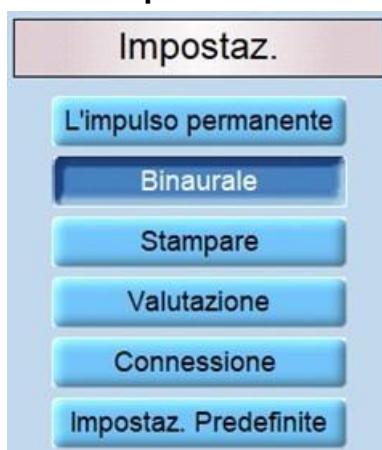 Impostaz.
L'impulso permanente
Binaurale
Stampare
Valutazione
Connessione
Impostaz. Predefinite